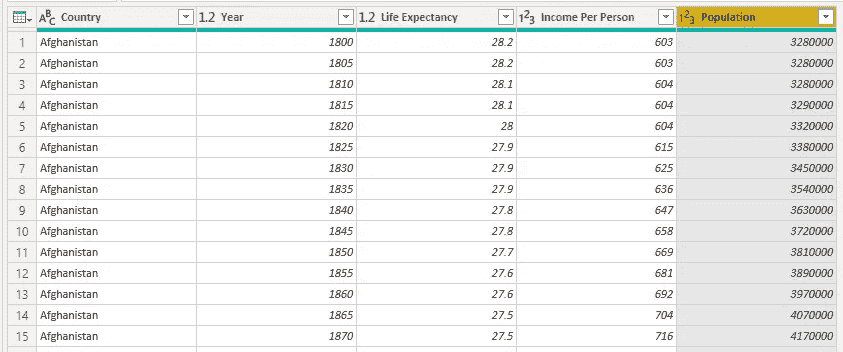 ABC Country 1.2 Year 1.2 Life Expectancy 123 Income Per Person 123 Population
1 Afghanistan 1800 28.2 603 3280000
2 Afghanistan 1805 28.2 603 3280000
3 Afghanistan 1810 28.1 604 3280000
4 Afghanistan 1815 28.1 604 3290000
5 Afghanistan 1820 28 604 3320000
6 Afghanistan 1825 27.9 615 3380000
7 Afghanistan 1830 27.9 625 3450000
8 Afghanistan 1835 27.9 636 3540000
9 Afghanistan 1840 27.8 647 3630000
10 Afghanistan 1845 27.8 658 3720000
11 Afghanistan 1850 27.7 669 3810000
12 Afghanistan 1855 27.6 681 3890000
13 Afghanistan 1860 27.6 692 3970000
14 Afghanistan 1865 27.5 704 4070000
15 Afghanistan 1870 27.5 716 4170000